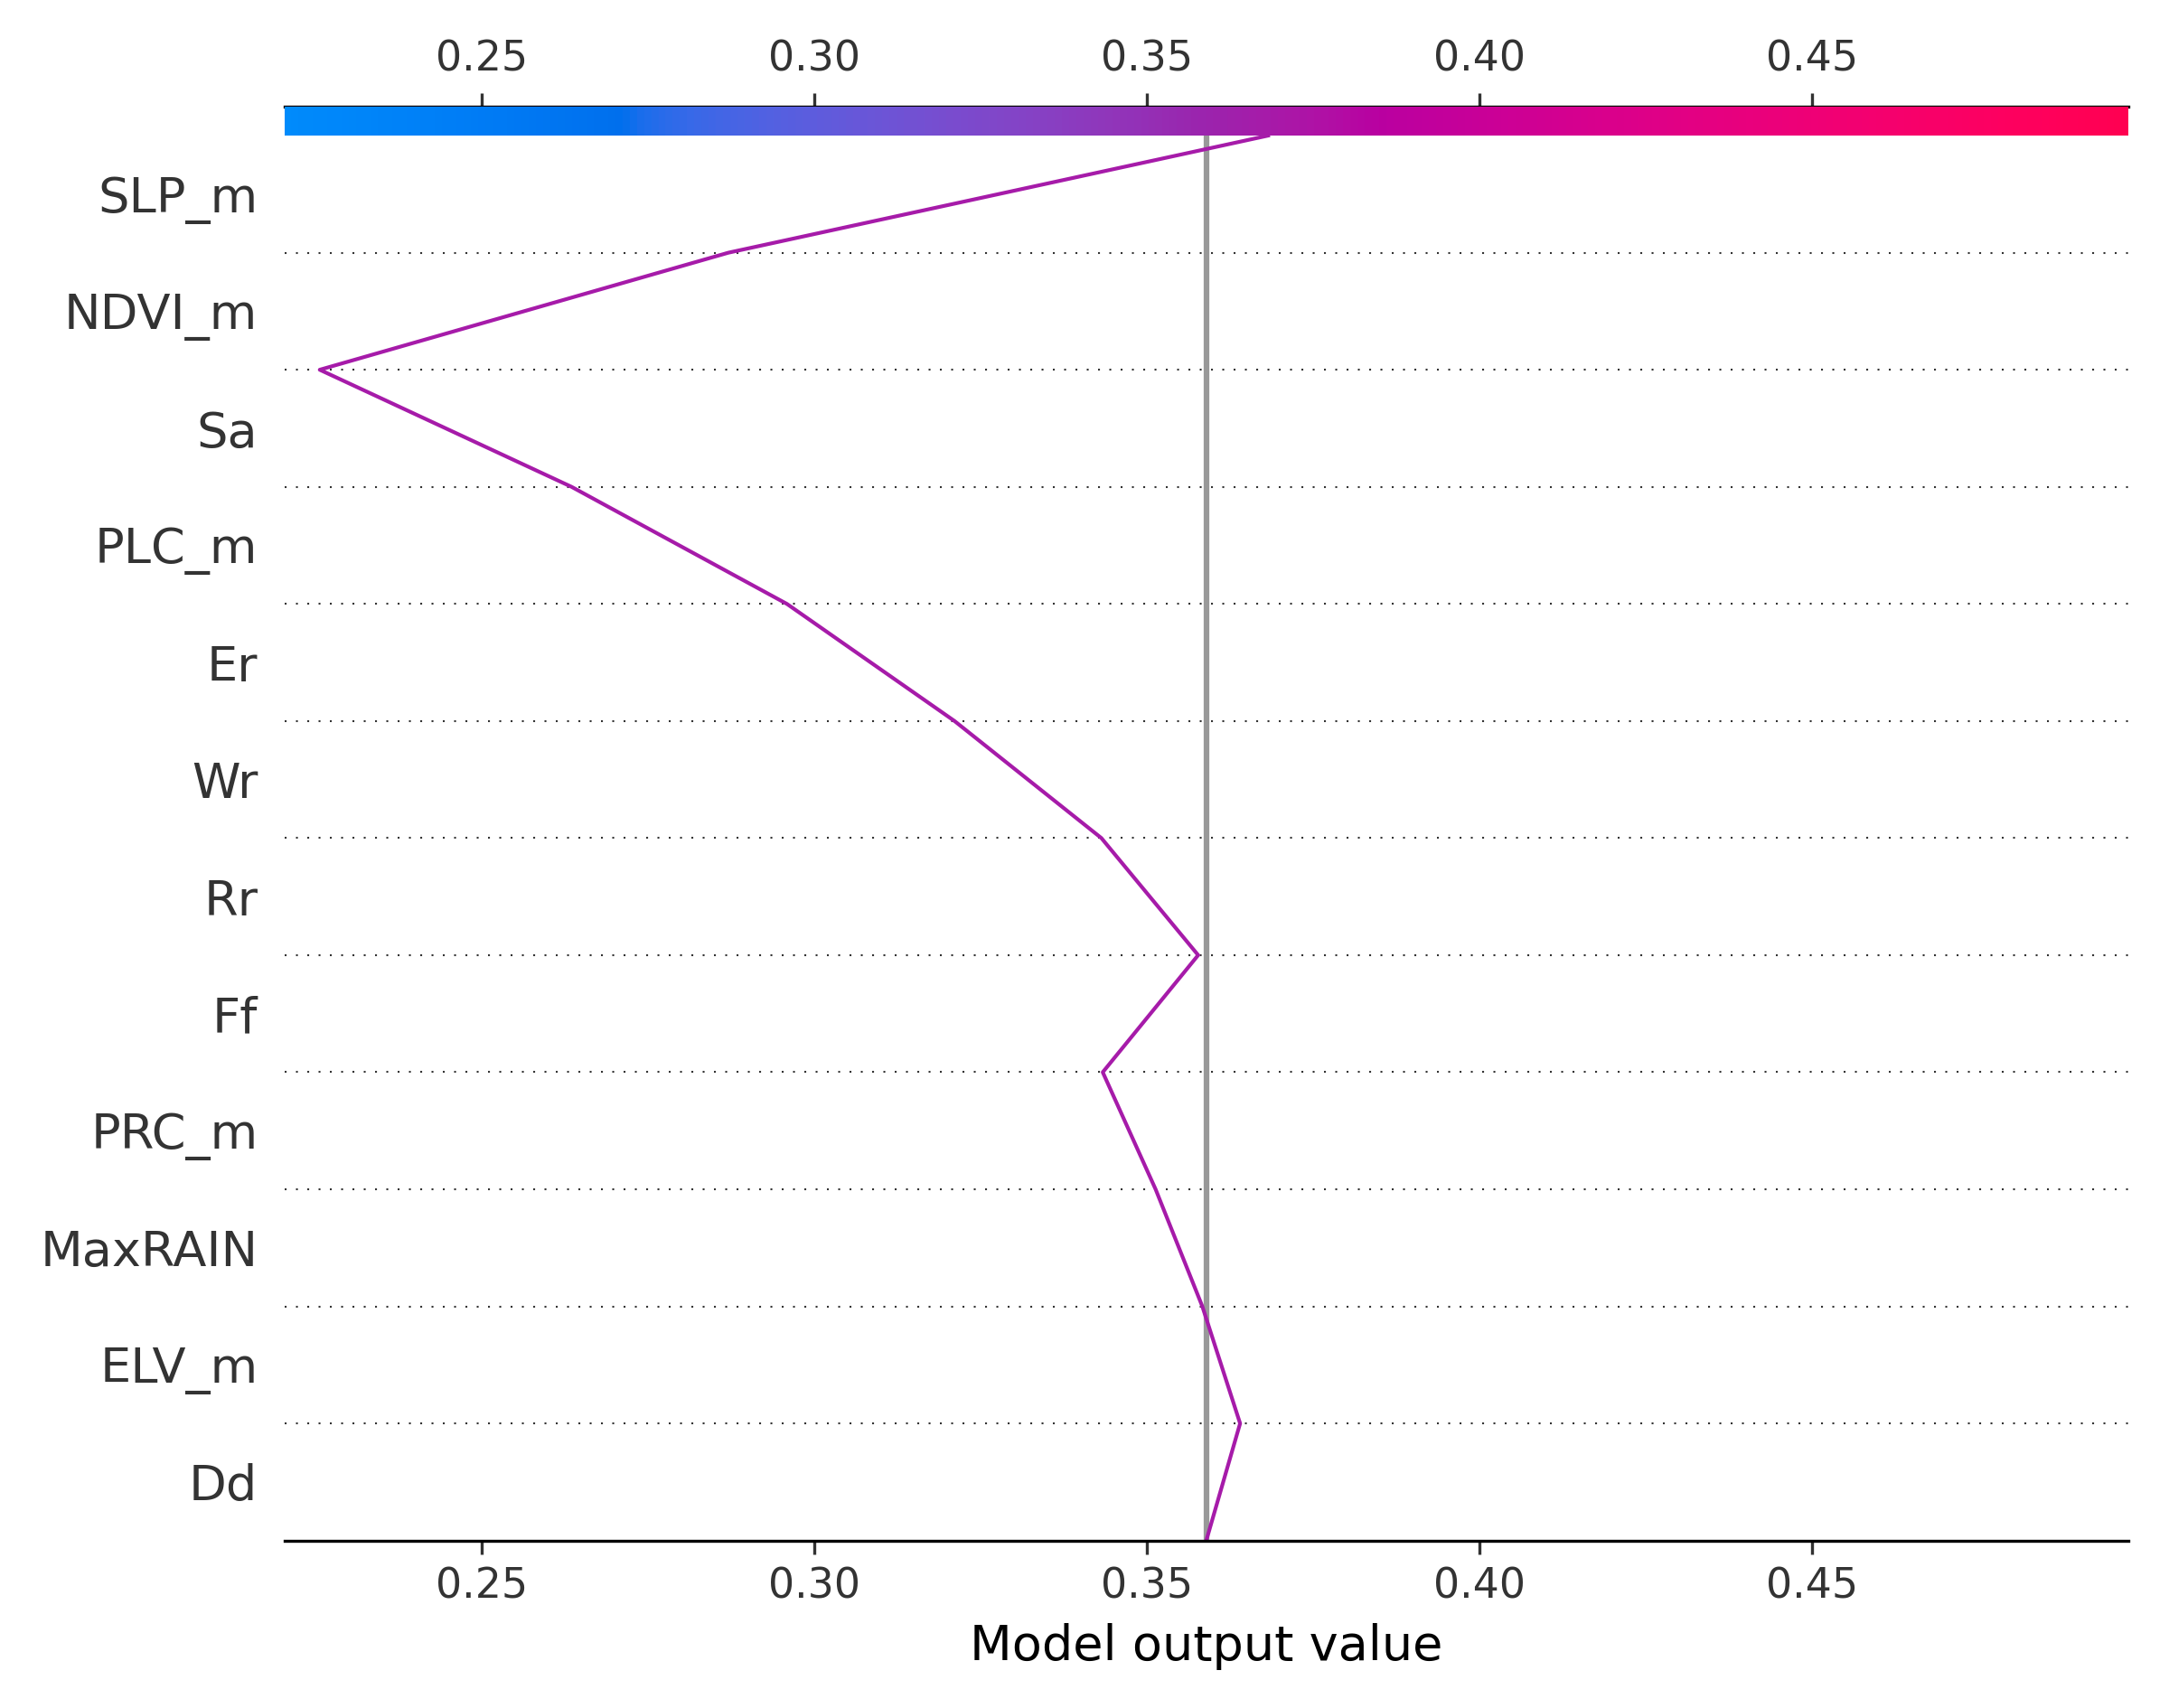 0.25 0.30 0.35 0.40 0.45
SLP_m
NDVI_m
Sa
PLC_m
Er
Wr
Rr
Ff
PRC_m
MaxRAIN
ELV_m
Dd
0.25 0.30 0.35 0.40 0.45
Model output value